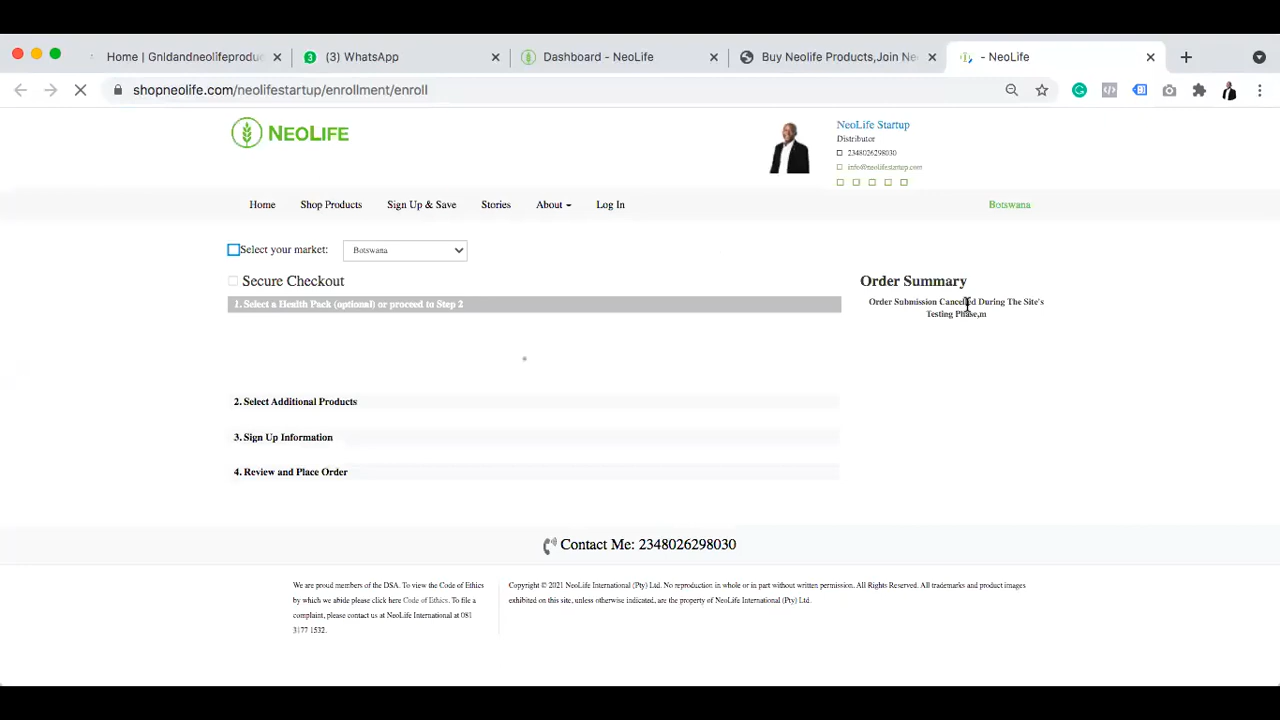 Home | Gnldandneolifeproduc
3
(3) WhatsApp
Dashboard - NeoLife
Buy Neolife Products,Join Ne
- NeoLife
shopneolife.com/neolifestartup/enrollment/enroll
NEOLIFE
NeoLife Startup
Distributor
2348026298030
info@neolifestartup.com
Home
Shop Products
Sign Up & Save
Stories
About
Log In
Botswana
Select your market:
Botswana
Secure Checkout
Order Summary
1. Select a Health Pack (optional) or proceed to Step 2
Order Submission Cancelled During The Site's
Testing Phase,m
2. Select Additional Products
3. Sign Up Information
4. Review and Place Order
Contact Me: 2348026298030
We are proud members of the DSA. To view the Code of Ethics
by which we abide please click here Code of Ethics. To file a
complaint, please contact us at NeoLife International at 081
3177 1532.
Copyright © 2021 NeoLife International (Pty) Ltd. No reproduction in whole or in part without written permission. All Rights Reserved. All trademarks and product images
exhibited on this site, unless otherwise indicated, are the property of NeoLife International (Pty) Ltd.